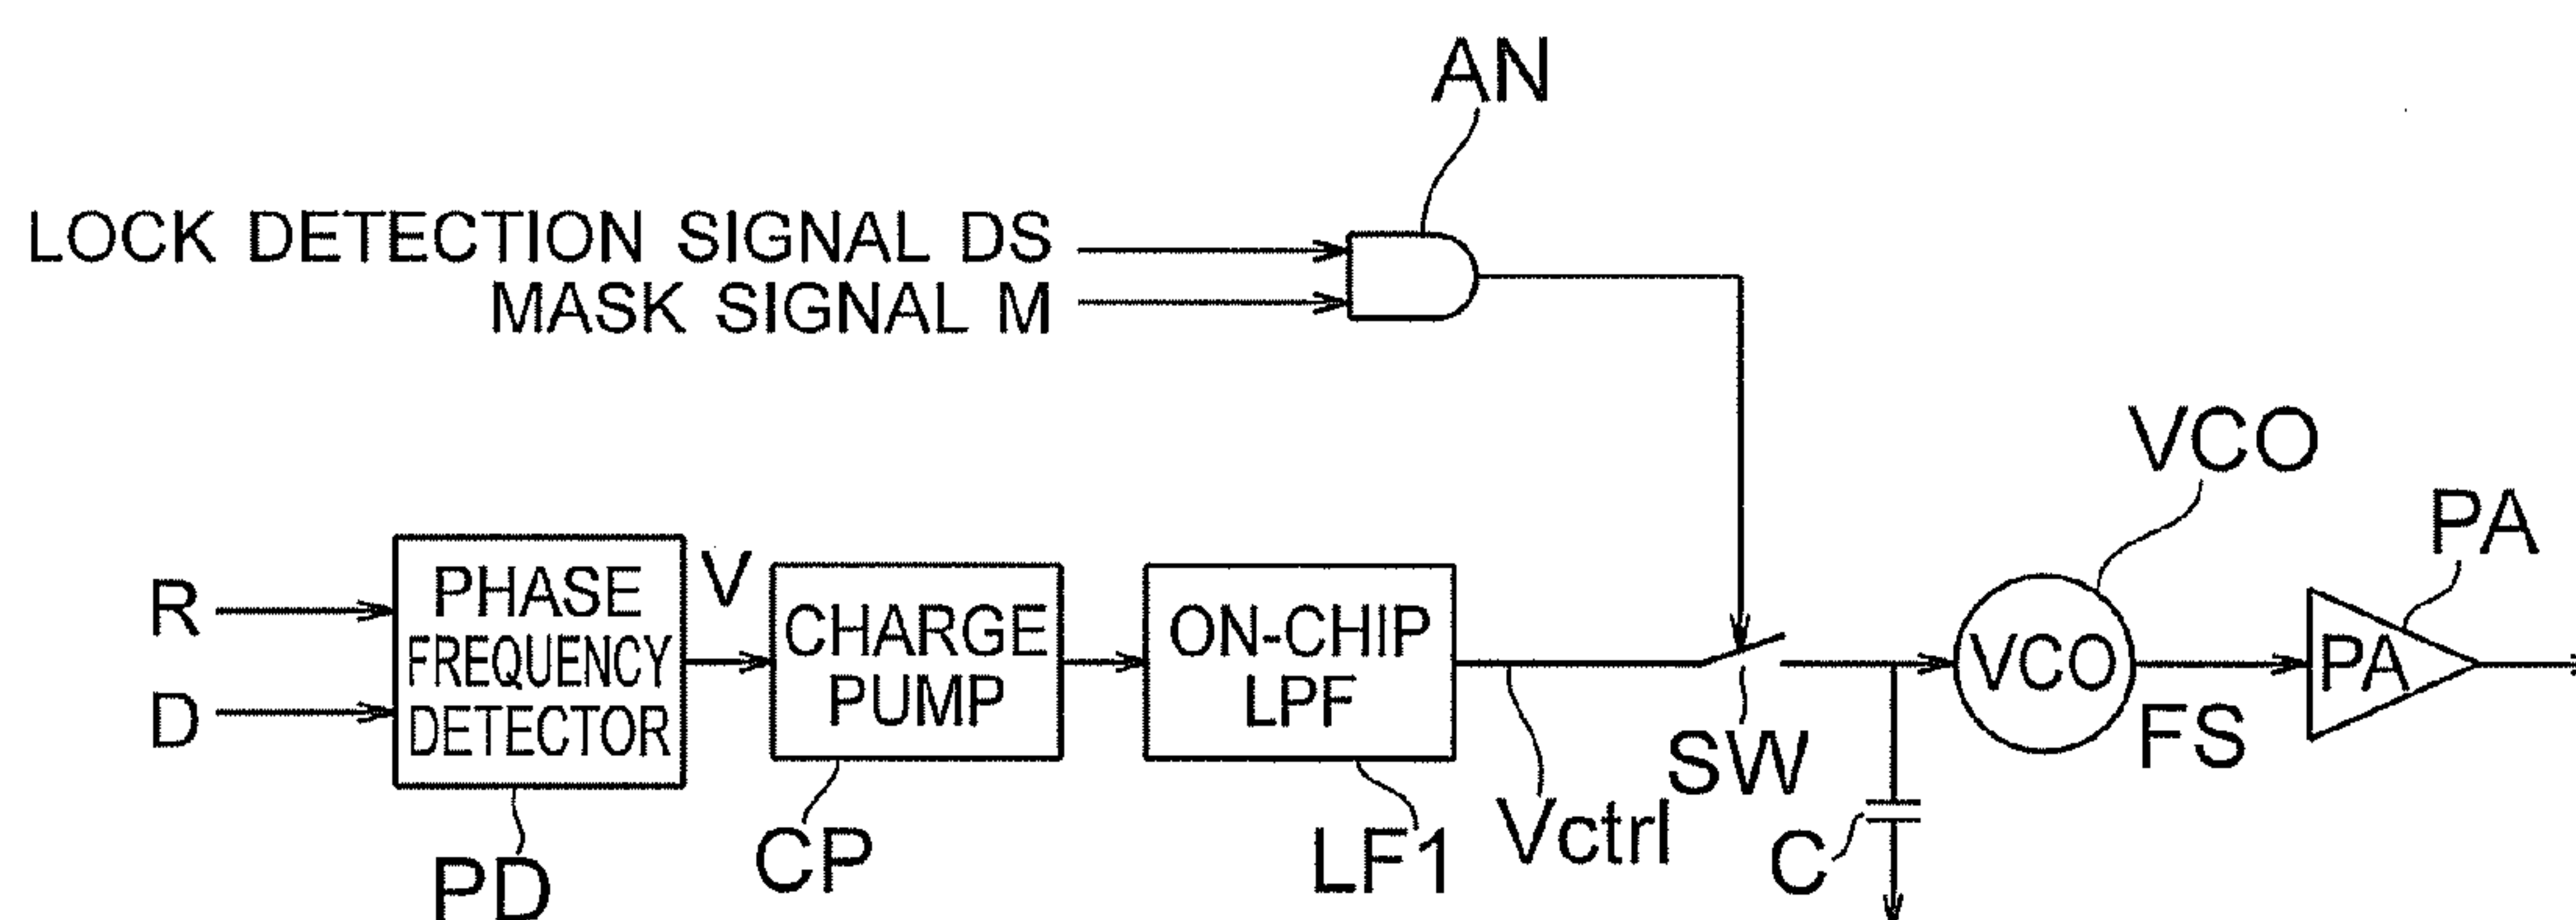 AN
LOCK DETECTION SIGNAL DS
MASK SIGNAL M
VCO
PA
R
D
PHASE
FREQUENCY
DETECTOR
V
CHARGE
PUMP
ON-CHIP
LPF
VCO
PA
FS
SW
Vctrl
C
PD
CP
LF1